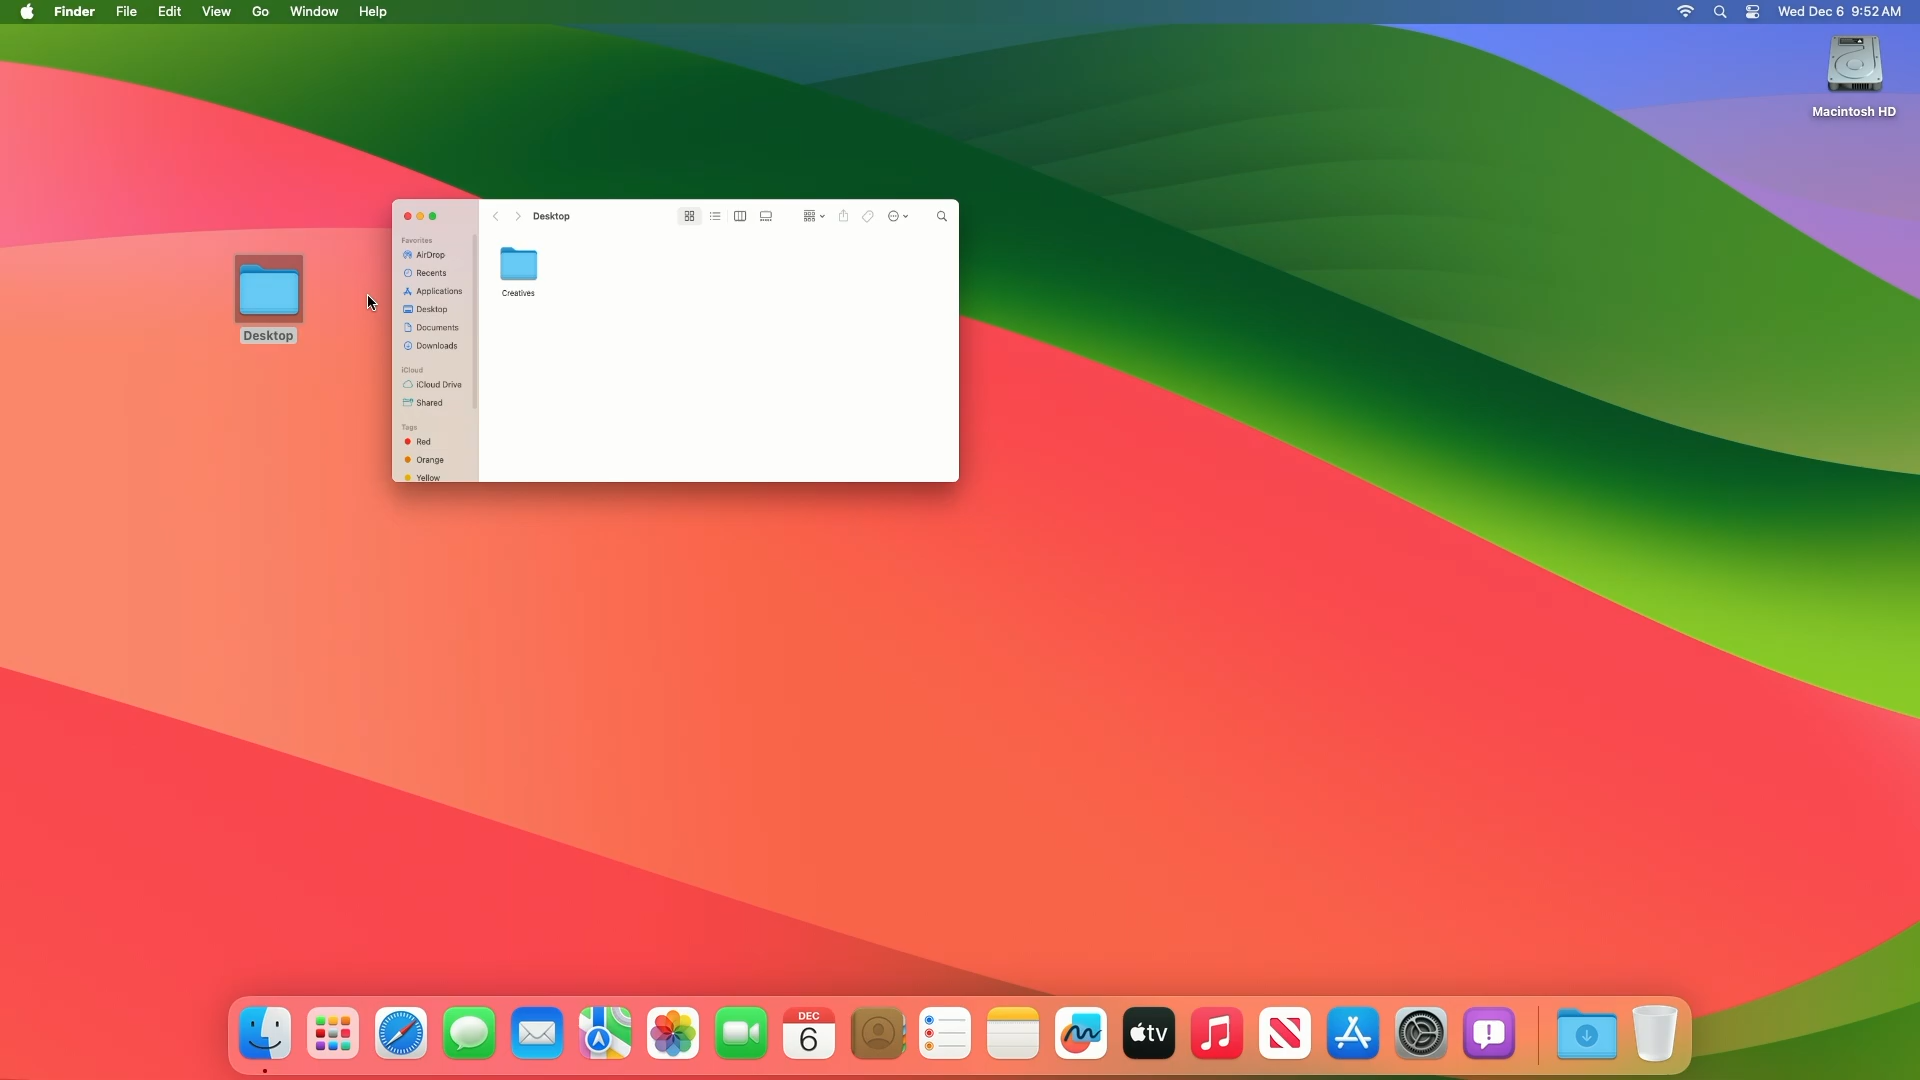 Finder File Edit View Go Window Help Wed Dec 6 9:52 AM
Macintosh HD
Desktop
Desktop
Favorites
AirDrop
Recents
Applications
Desktop
Documents
Downloads
iCloud
iCloud Drive
Shared
Tags
Red
Orange
Yellow
Creatives
DEC
6
tv